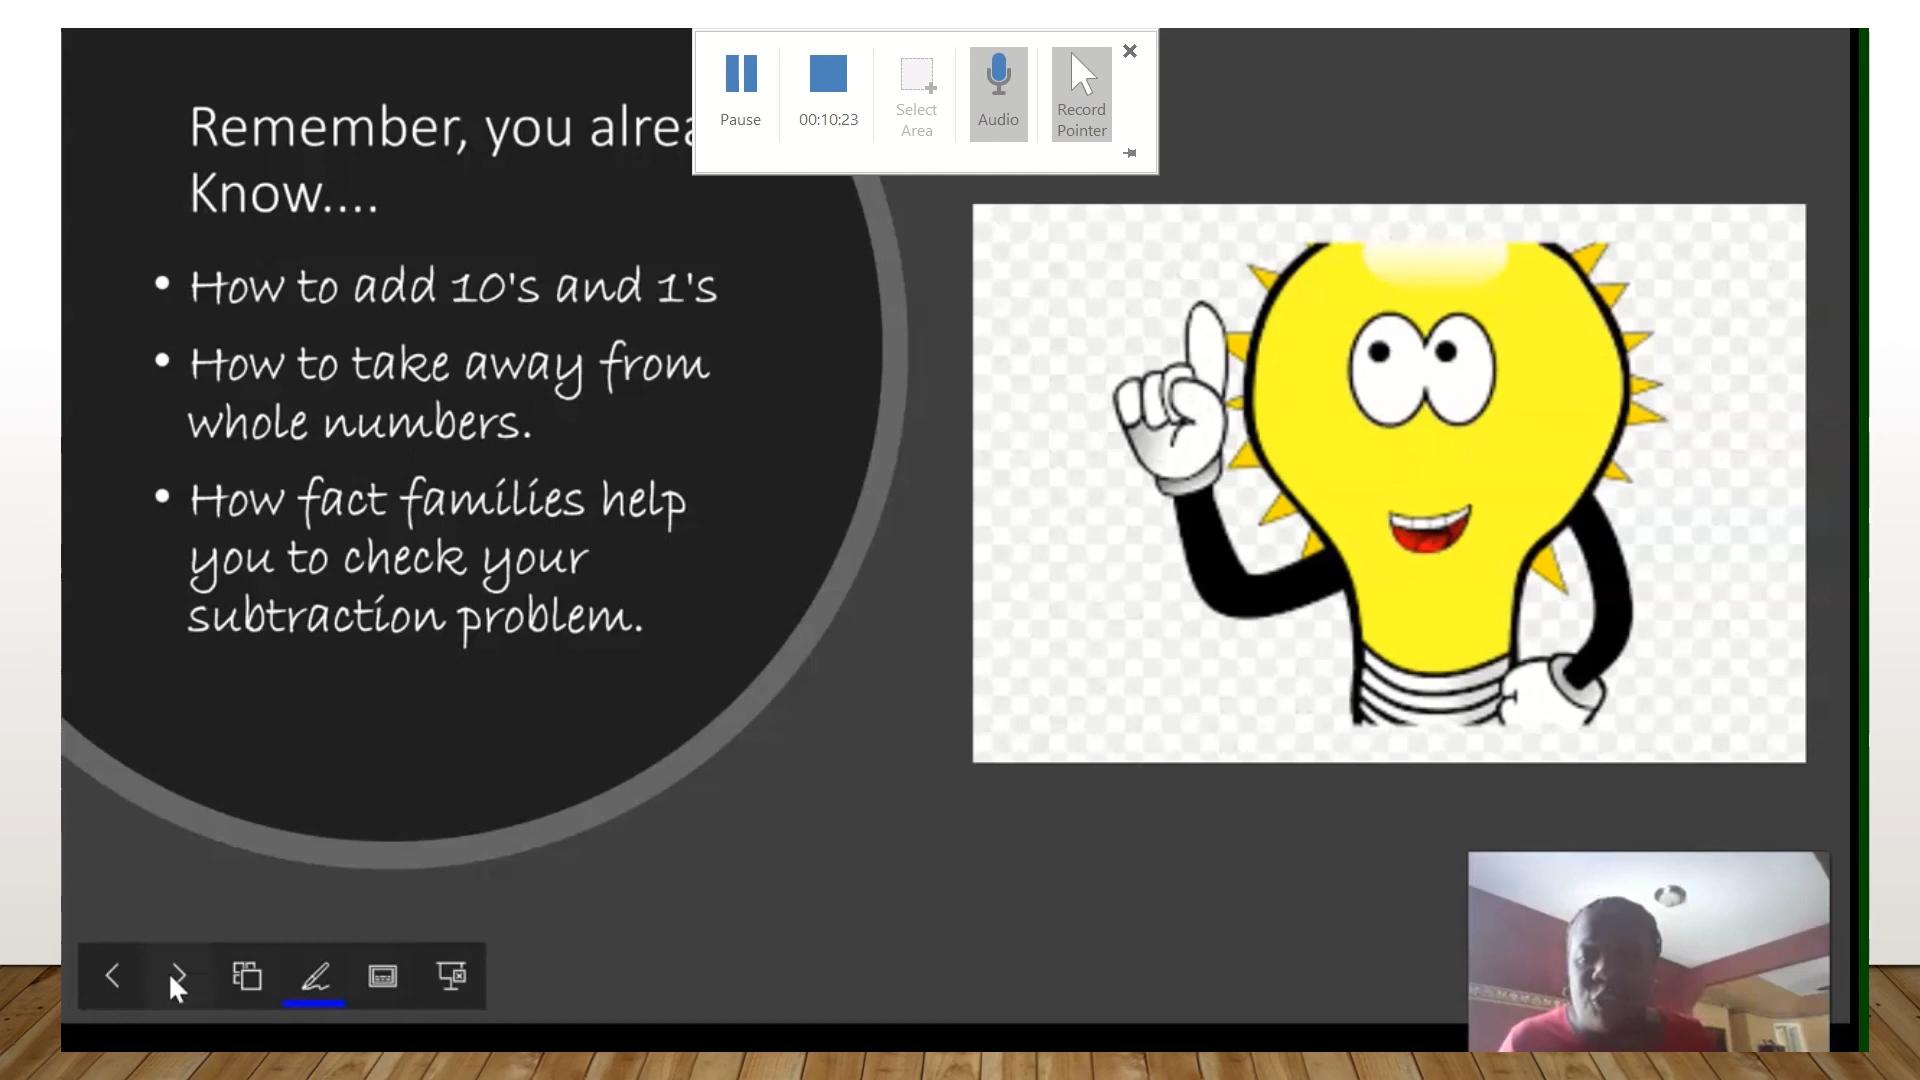 Pause
00:10:23
Select
Area
Audio
Record
Pointer
Remember, you alrea
Know....
• How to add 10's and 1's
• How to take away from
whole numbers.
• How fact families help
you to check your
subtraction problem.